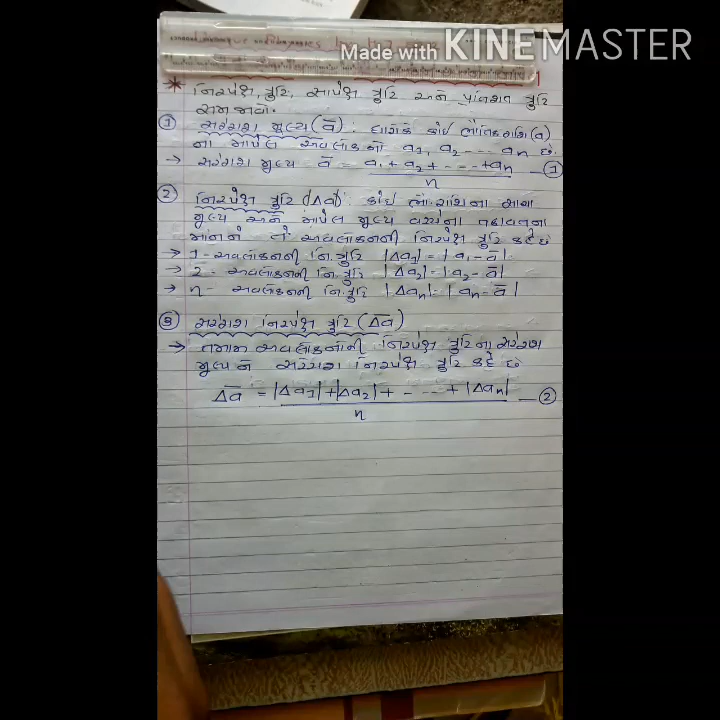 Made with KINEMASTER
* નિરપેક્ષ ત્રુટિ, સાપેક્ષ ત્રુટિ અને પ્રતિશત ત્રુટિ
સમજાવો.
① સરેરાશ મૂલ્ય (a̅) : ધારોકે કોઈ ભૌતિકરાશિ (a)
ના માપેલ અવલોકનો a₁, a₂ ---- aₙ છે.
→ સરેરાશ મૂલ્ય a̅ = a₁ + a₂ + ---- + aₙ / n — ①
② નિરપેક્ષ ત્રુટિ (Δa) : કોઈ ભૌ.રાશિના સાચા
મૂલ્ય અને માપેલ મૂલ્ય વચ્ચેના તફાવતના
માનને તે અવલોકનની નિરપેક્ષ ત્રુટિ કહે છે
→ 1 - અવલોકનની નિ.ત્રુટિ |Δa₁| = |a₁ - a̅|
→ 2 - અવલોકનની નિ.ત્રુટિ |Δa₂| = |a₂ - a̅|
→ n - અવલોકનની નિ.ત્રુટિ |Δaₙ| = |aₙ - a̅|
③ સરેરાશ નિરપેક્ષ ત્રુટિ (Δa̅)
→ તમામ અવલોકનોની નિરપેક્ષ ત્રુટિના સરેરાશ
મૂલ્યને સરેરાશ નિરપેક્ષ ત્રુટિ કહે છે
Δa̅ = |Δa₁| + |Δa₂| + - --- + |Δaₙ| / n — ②